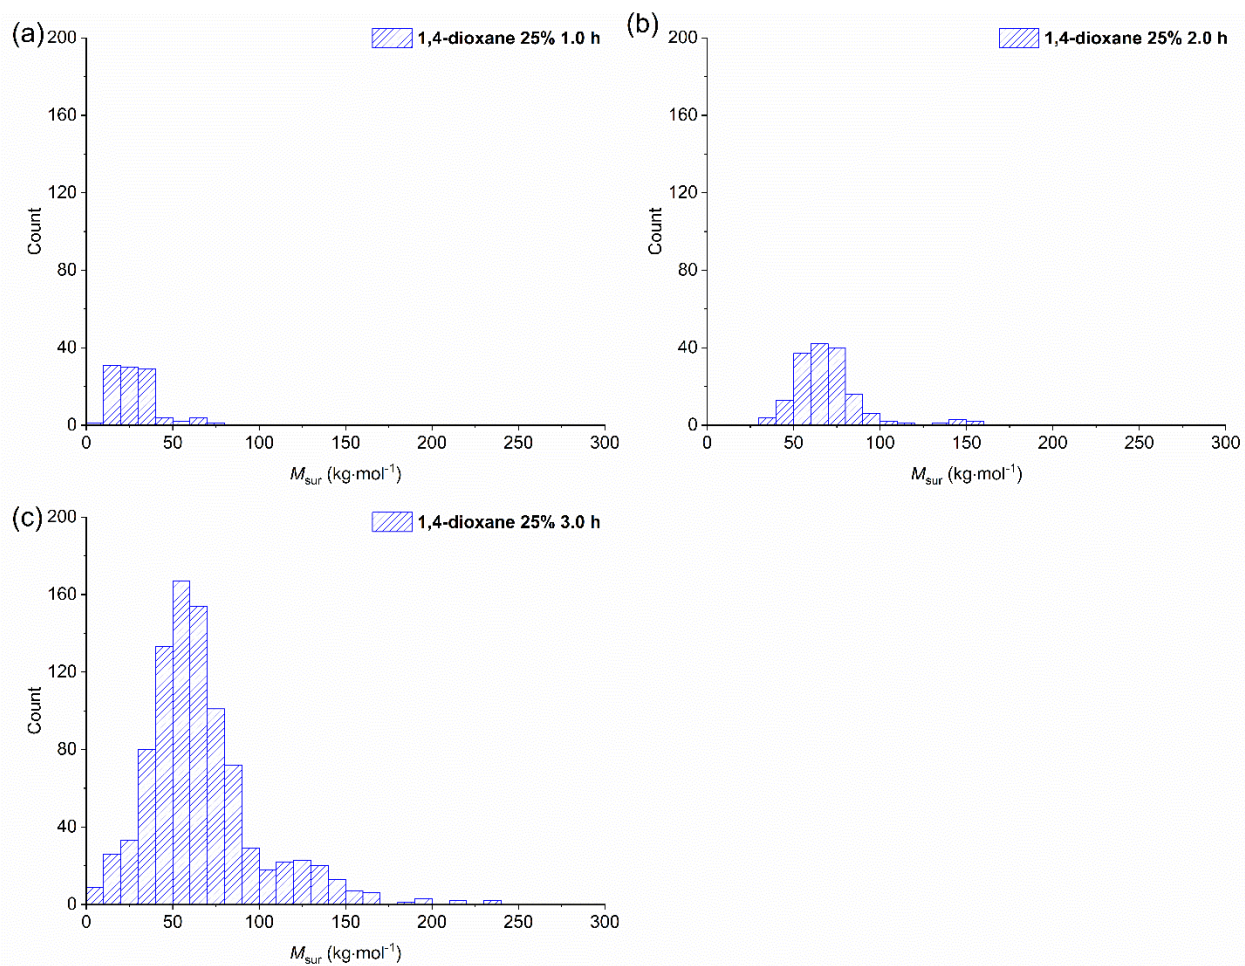 (a)
1,4-dioxane 25% 1.0 h
200
160
120
80
40
0
Count
0 50 100 150 200 250 300
M_sur (kg·mol⁻¹)
(b)
1,4-dioxane 25% 2.0 h
200
160
120
80
40
0
Count
0 50 100 150 200 250 300
M_sur (kg·mol⁻¹)
(c)
1,4-dioxane 25% 3.0 h
200
160
120
80
40
0
Count
0 50 100 150 200 250 300
M_sur (kg·mol⁻¹)